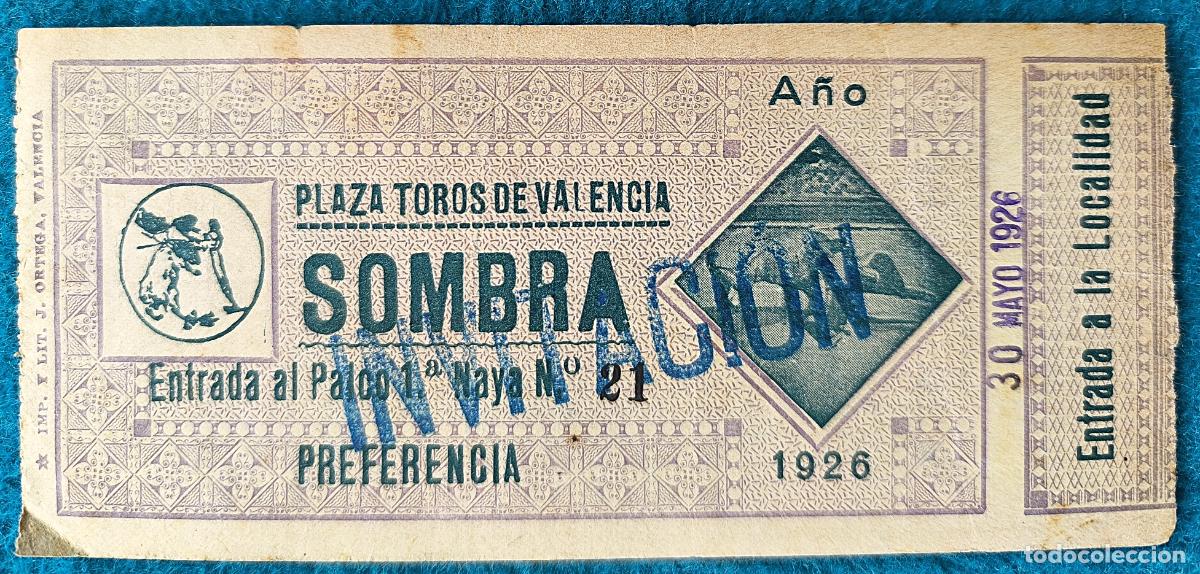 IMP. Y LIT. J. ORTEGA, VALENCIA
Año
PLAZA TOROS DE VALENCIA
SOMBRA
INVITACIÓN
Entrada al Palco 1.ª Naya Nº 21
PREFERENCIA
1926
30 MAYO 1926
Entrada a la Localidad
todocoleccion